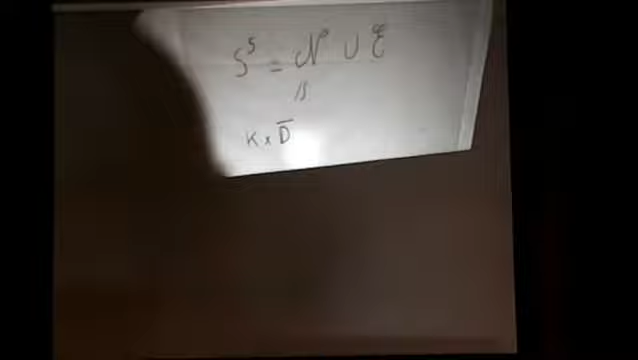 S⁵ = 𝒩 ∪ ℰ
≀∥
K × D̅